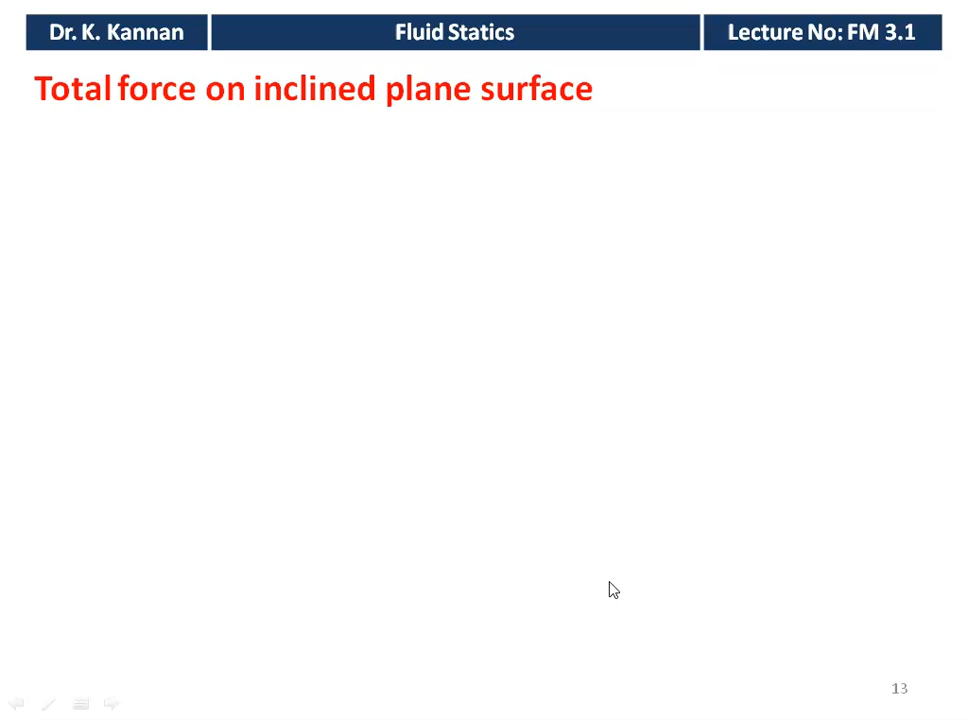 Dr. K. Kannan
Fluid Statics
Lecture No: FM 3.1
Total force on inclined plane surface
13